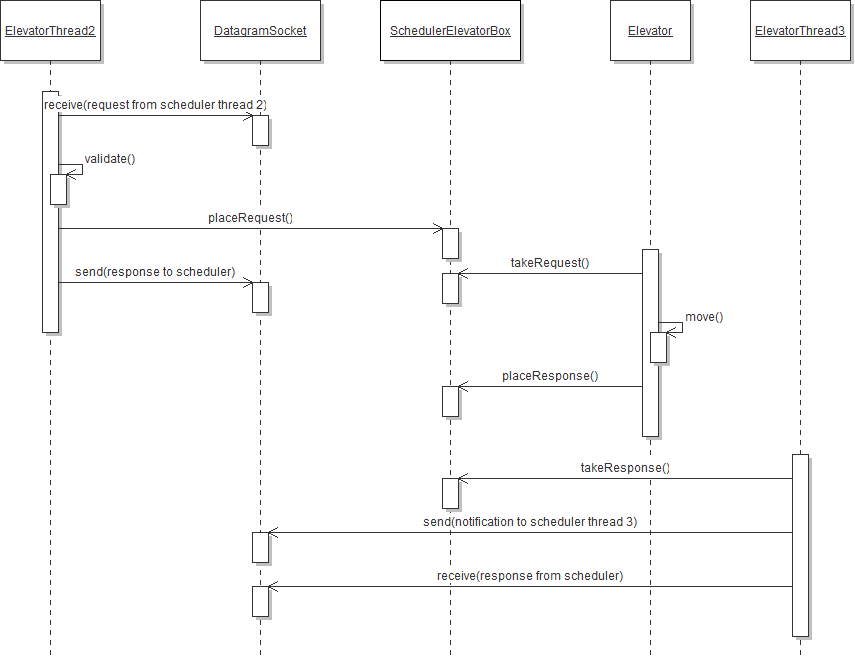 ElevatorThread2
DatagramSocket
SchedulerElevatorBox
Elevator
ElevatorThread3
receive(request from scheduler thread 2)
validate()
placeRequest()
takeRequest()
send(response to scheduler)
move()
placeResponse()
takeResponse()
send(notification to scheduler thread 3)
receive(response from scheduler)